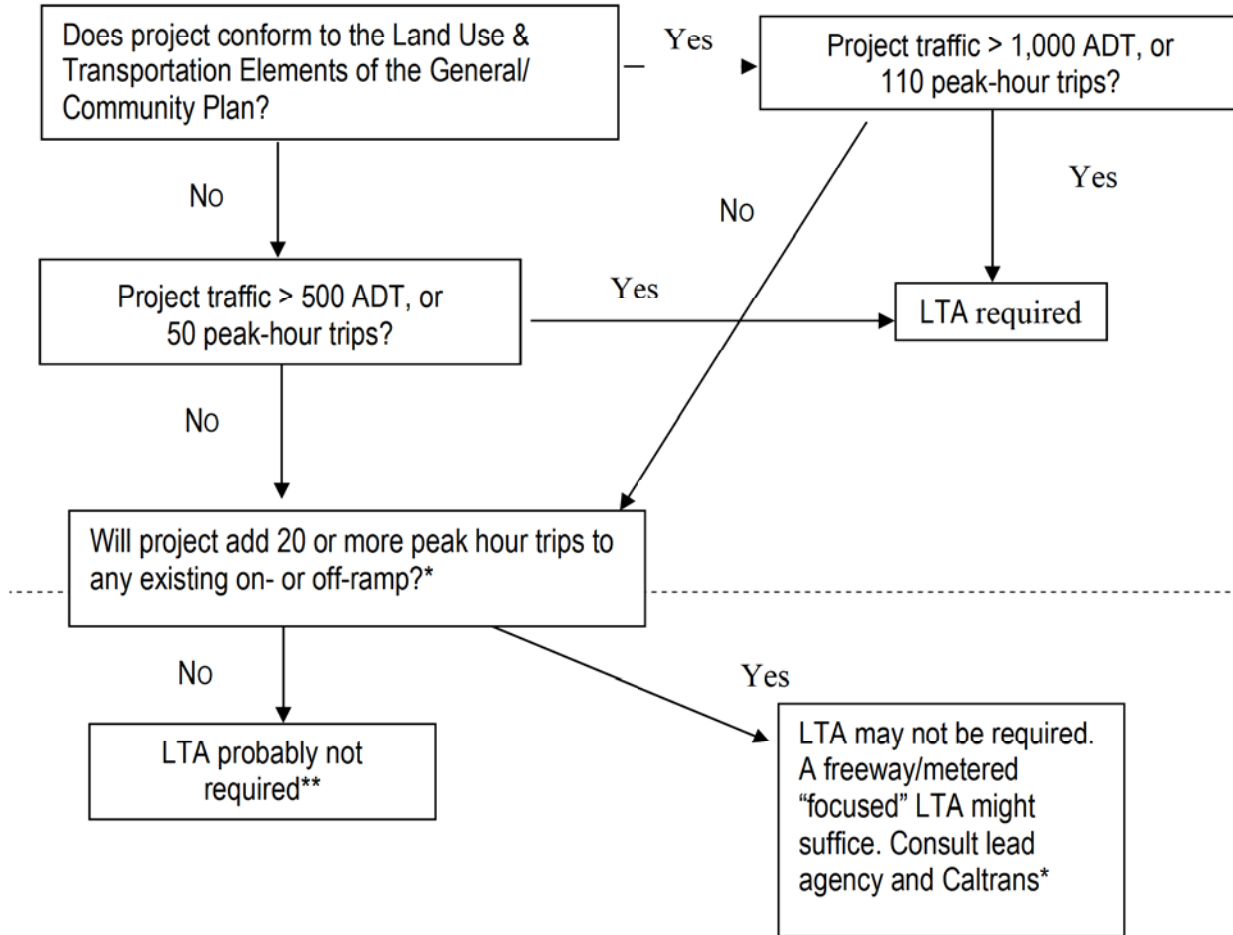 Does project conform to the Land Use &
Transportation Elements of the General/
Community Plan?
Yes
Project traffic > 1,000 ADT, or
110 peak-hour trips?
No
No
Yes
Project traffic > 500 ADT, or
50 peak-hour trips?
Yes
LTA required
No
Will project add 20 or more peak hour trips to
any existing on- or off-ramp?*
No
Yes
LTA probably not
required**
LTA may not be required.
A freeway/metered
“focused” LTA might
suffice. Consult lead
agency and Caltrans*